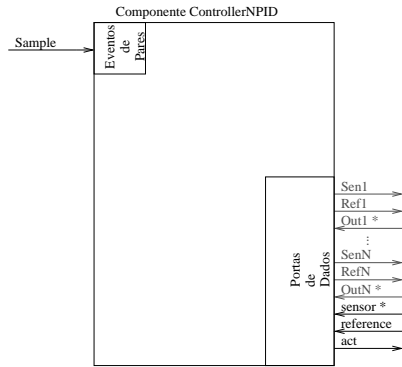 Componente ControllerNPID
Sample
Eventos
de
Pares
Portas
de
Dados
Sen1
Ref1
Out1 *
...
SenN
RefN
OutN *
sensor *
reference
act